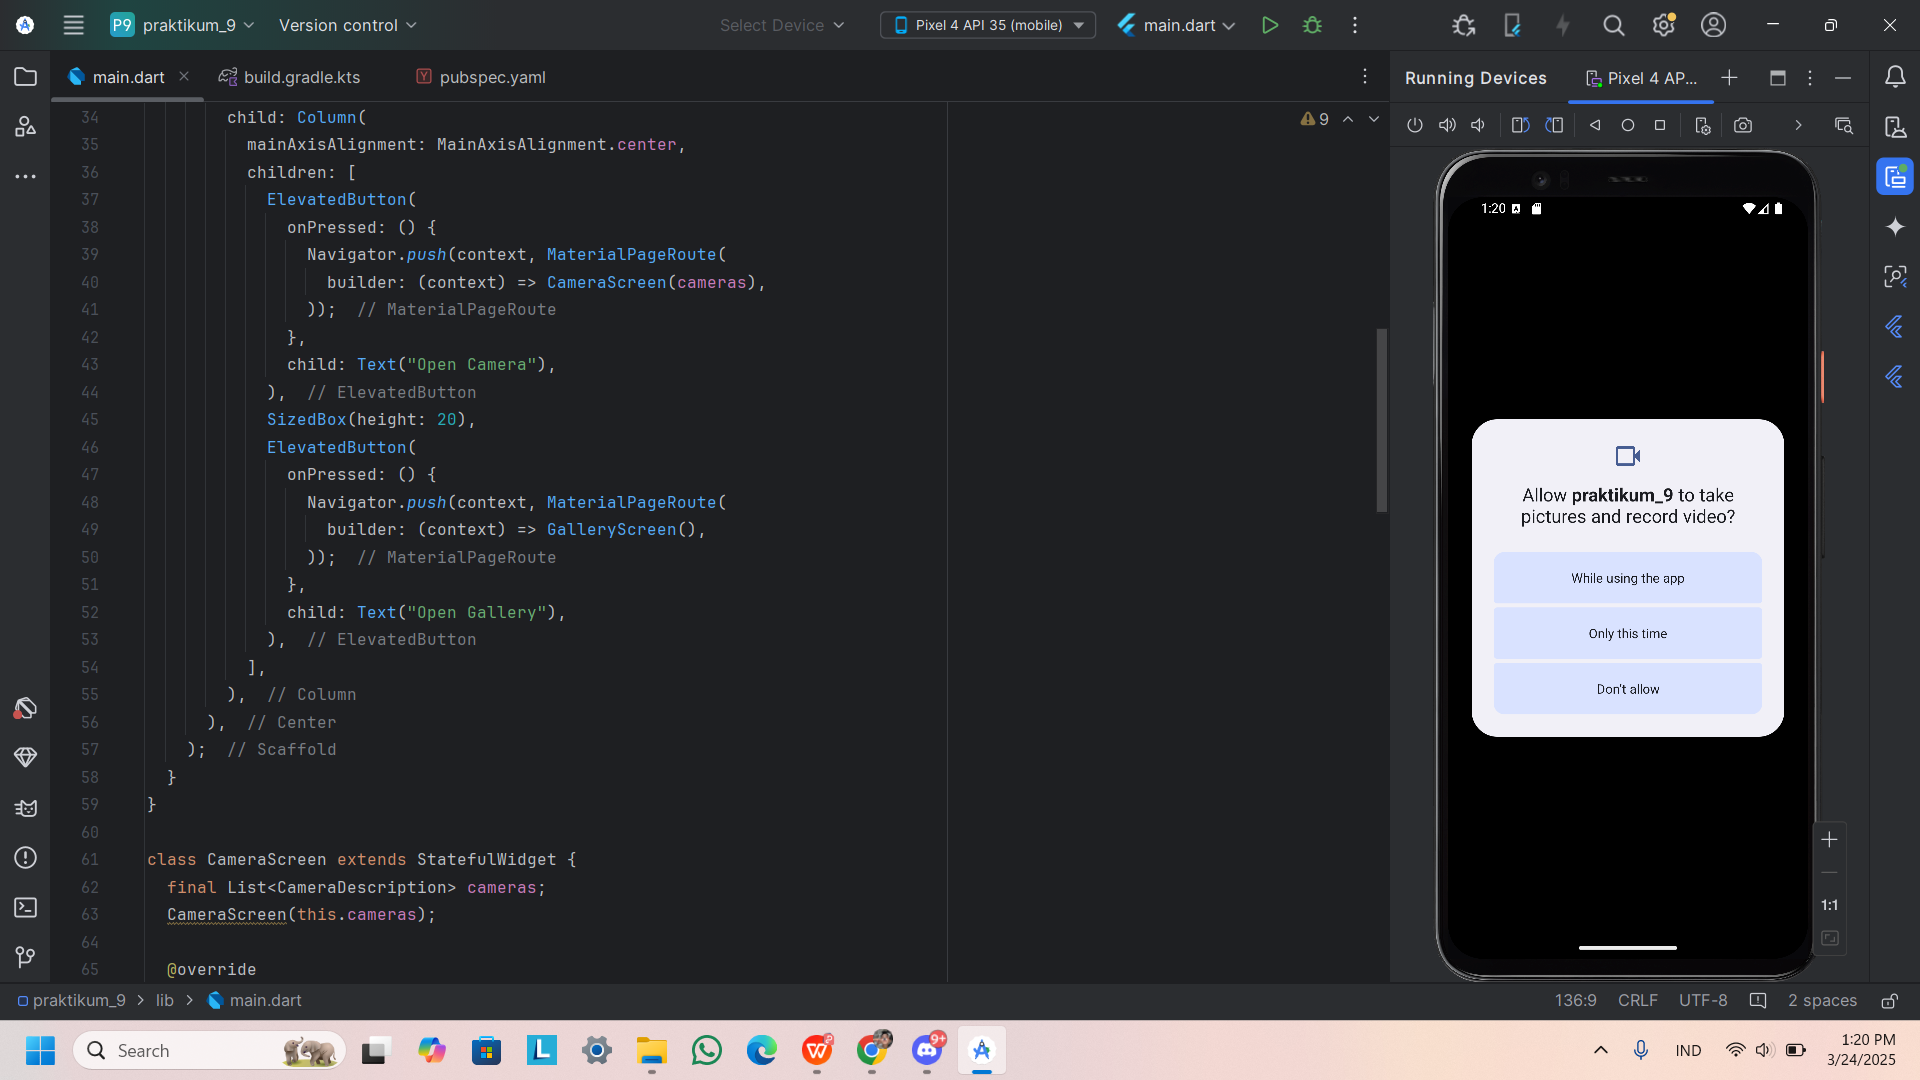 P9 praktikum_9
Version control
Select Device
Pixel 4 API 35 (mobile)
main.dart
main.dart
build.gradle.kts
pubspec.yaml
Running Devices
Pixel 4 AP...
9
34 child: Column(
35 mainAxisAlignment: MainAxisAlignment.center,
36 children: [
37 ElevatedButton(
38 onPressed: () {
39 Navigator.push(context, MaterialPageRoute(
40 builder: (context) => CameraScreen(cameras),
41 )); // MaterialPageRoute
42 },
43 child: Text("Open Camera"),
44 ), // ElevatedButton
45 SizedBox(height: 20),
46 ElevatedButton(
47 onPressed: () {
48 Navigator.push(context, MaterialPageRoute(
49 builder: (context) => GalleryScreen(),
50 )); // MaterialPageRoute
51 },
52 child: Text("Open Gallery"),
53 ), // ElevatedButton
54 ],
55 ), // Column
56 ), // Center
57 ); // Scaffold
58 }
59 }
60
61 class CameraScreen extends StatefulWidget {
62 final List<CameraDescription> cameras;
63 CameraScreen(this.cameras);
64
65 @override
1:20
Allow praktikum_9 to take
pictures and record video?
While using the app
Only this time
Don't allow
1:1
praktikum_9 > lib > main.dart
136:9 CRLF UTF-8 2 spaces
Search
9+
IND
1:20 PM
3/24/2025